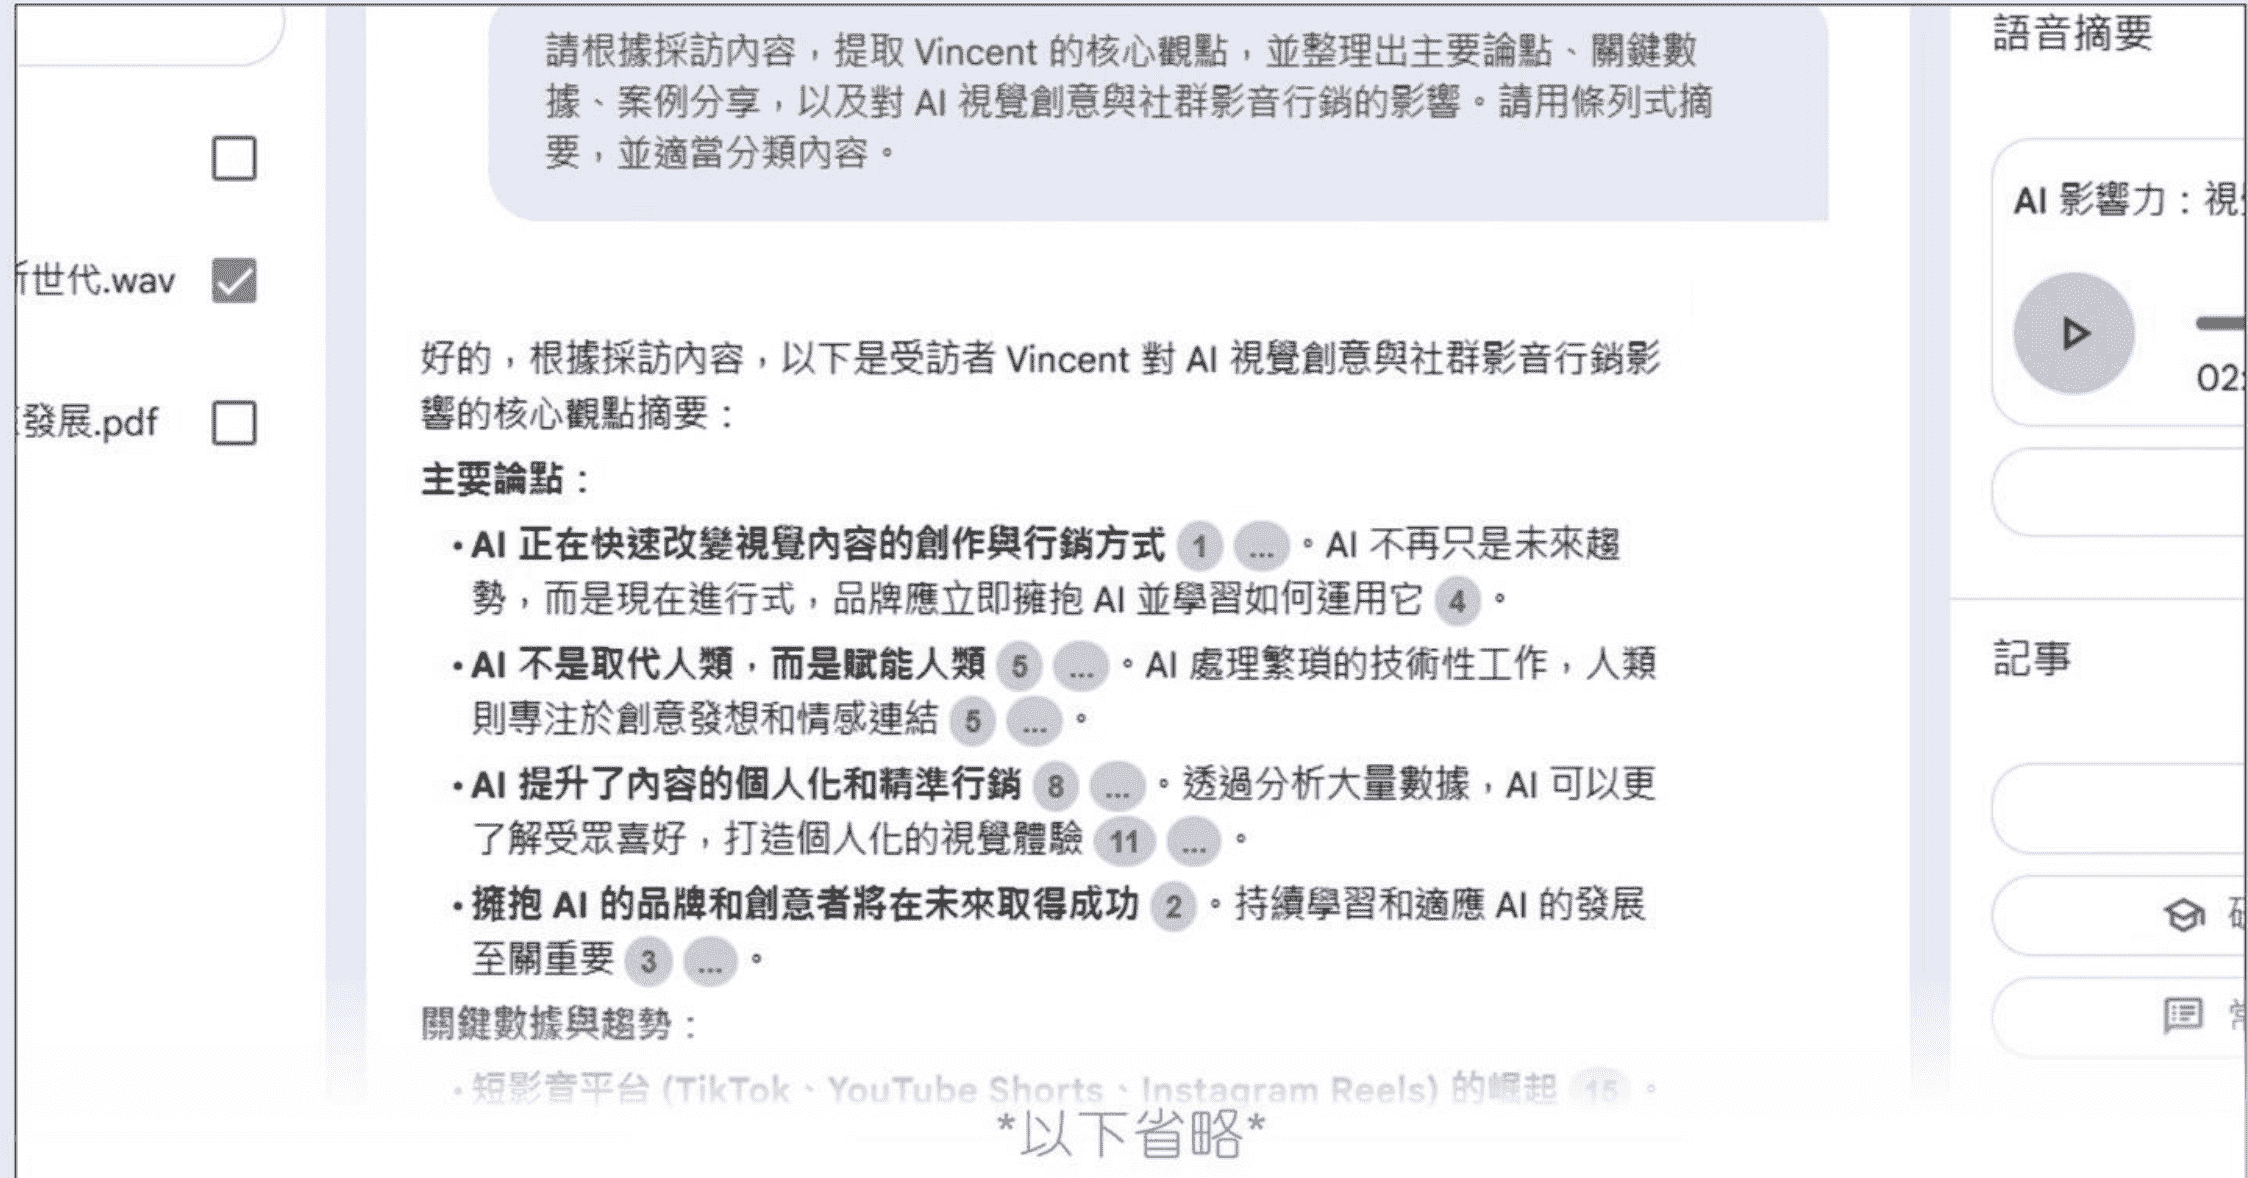 請根據採訪內容，提取 Vincent 的核心觀點，並整理出主要論點、關鍵數
據、案例分享，以及對 AI 視覺創意與社群影音行銷的影響。請用條列式摘
要，並適當分類內容。
世代.wav
發展.pdf
好的，根據採訪內容，以下是受訪者 Vincent 對 AI 視覺創意與社群影音行銷影
響的核心觀點摘要：
主要論點：
•AI 正在快速改變視覺內容的創作與行銷方式 1 ... 。AI 不再只是未來趨
勢，而是現在進行式，品牌應立即擁抱 AI 並學習如何運用它 4 。
•AI 不是取代人類，而是賦能人類 5 ... 。AI 處理繁瑣的技術性工作，人類
則專注於創意發想和情感連結 5 ... 。
•AI 提升了內容的個人化和精準行銷 8 ... 。透過分析大量數據，AI 可以更
了解受眾喜好，打造個人化的視覺體驗 11 ... 。
•擁抱 AI 的品牌和創意者將在未來取得成功 2 。持續學習和適應 AI 的發展
至關重要 3 ... 。
關鍵數據與趨勢：
•短影音平台 (TikTok、YouTube Shorts、Instagram Reels) 的崛起 15 。
*以下省略*
語音摘要
AI 影響力：視
02:
記事